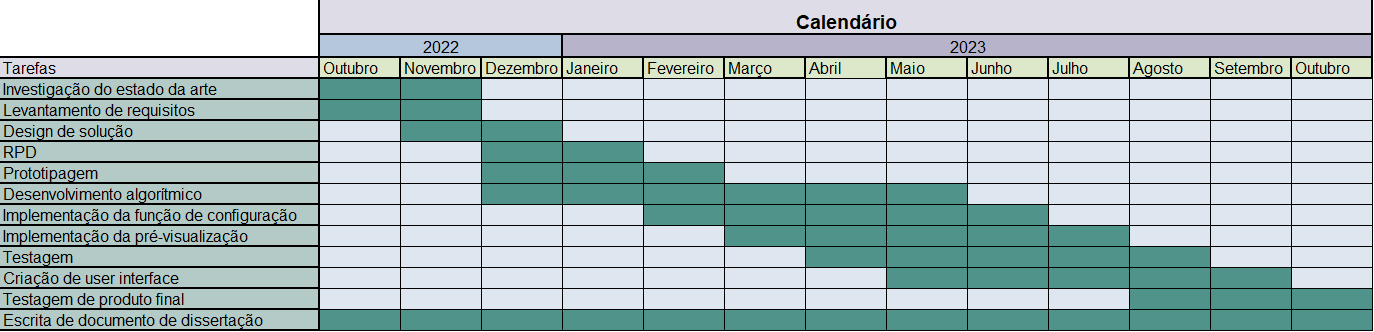 Calendário
2022 2023
Tarefas Outubro Novembro Dezembro Janeiro Fevereiro Março Abril Maio Junho Julho Agosto Setembro Outubro
Investigação do estado da arte
Levantamento de requisitos
Design de solução
RPD
Prototipagem
Desenvolvimento algorítmico
Implementação da função de configuração
Implementação da pré-visualização
Testagem
Criação de user interface
Testagem de produto final
Escrita de documento de dissertação